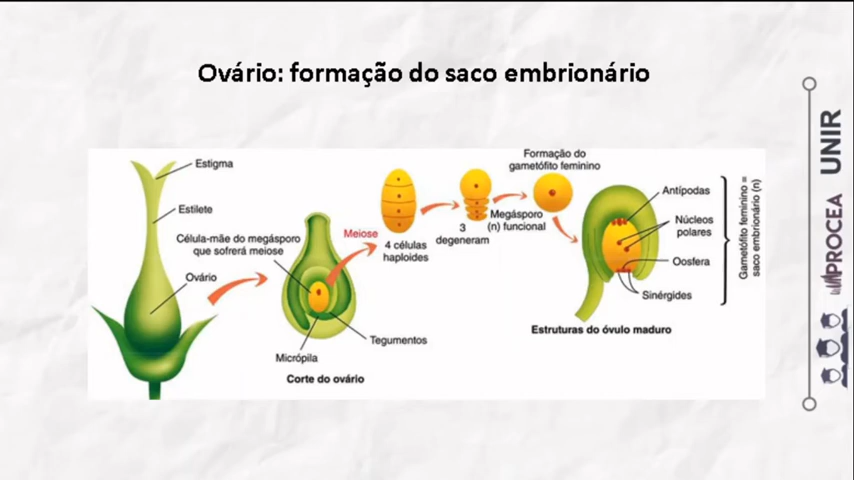 Ovário: formação do saco embrionário
Estigma
Estilete
Célula-mãe do megásporo
que sofrerá meiose
Ovário
Micrópila
Tegumentos
Corte do ovário
Meiose
4 células
haploides
3
degeneram
Megásporo
(n) funcional
Formação do
gametófito feminino
Antípodas
Núcleos
polares
Oosfera
Sinérgides
Estruturas do óvulo maduro
Gametófito feminino =
saco embrionário (n)
PROCEA
UNIR